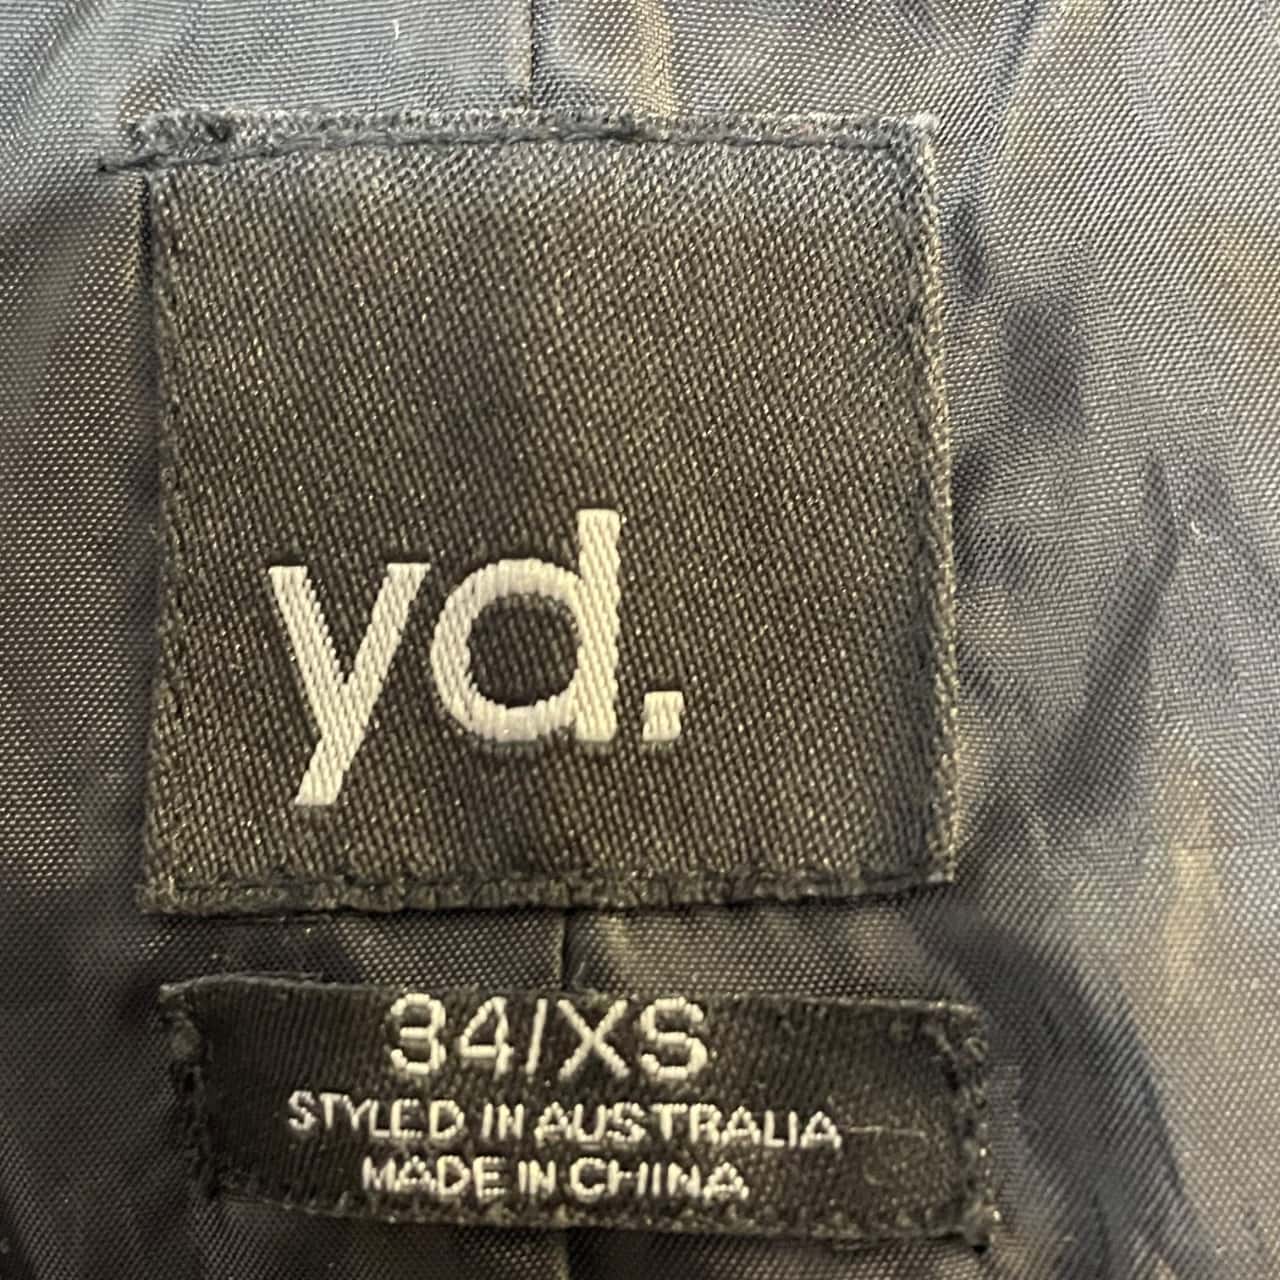 yd.
34/XS
STYLED IN AUSTRALIA
MADE IN CHINA